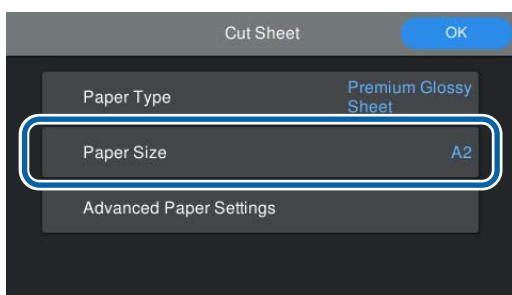 Cut Sheet
OK
Paper Type
Premium Glossy
Sheet
Paper Size
A2
Advanced Paper Settings